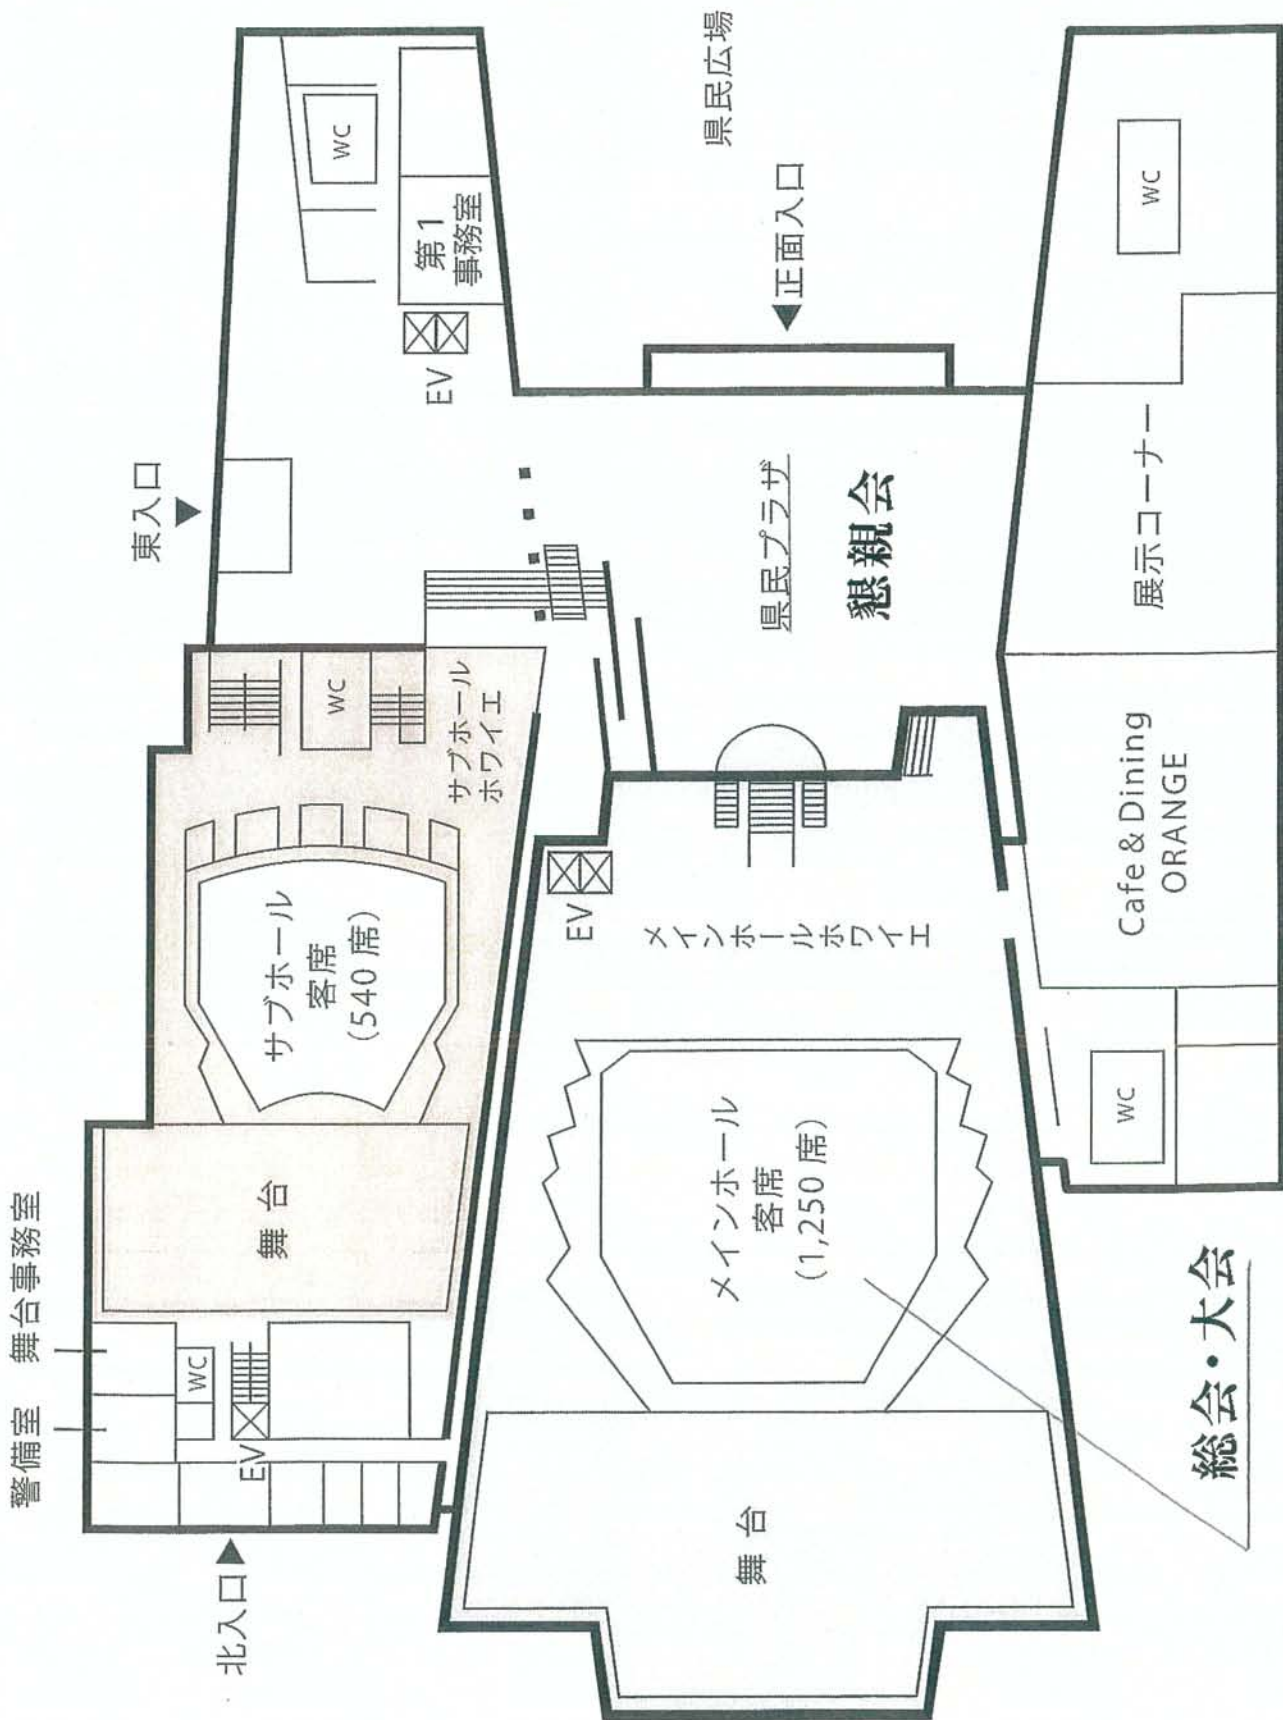 警備室
舞台事務室
東入口
WC
北入口
EV
舞台
サブホール
客席
(540席)
WC
WC
第1
事務室
EV
サブホール
ホワイエ
EV
メインホールホワイエ
県民広場
舞台
メインホール
客席
(1,250席)
県民プラザ
正面入口
懇親会
WC
Cafe & Dining
ORANGE
展示コーナー
WC
総会・大会